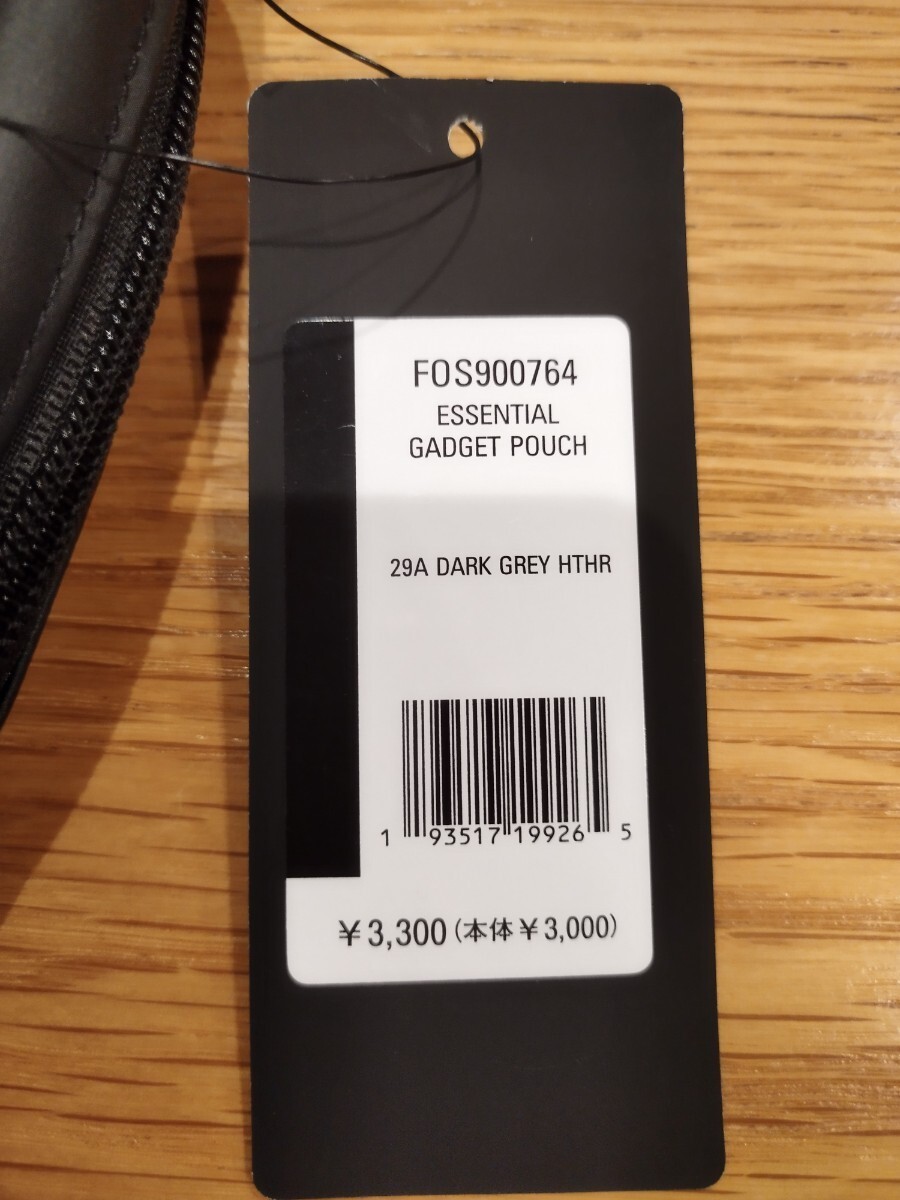 FOS900764
ESSENTIAL
GADGET POUCH
29A DARK GREY HTHR
1 93517 19926 5
¥3,300(本体¥3,000)